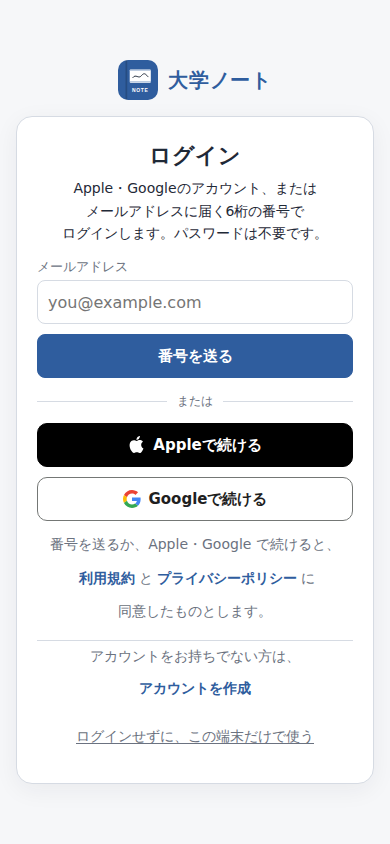 NOTE
大学ノート
ログイン
Apple・Googleのアカウント、または
メールアドレスに届く6桁の番号で
ログインします。パスワードは不要です。
メールアドレス
you@example.com
番号を送る
または
Appleで続ける
Googleで続ける
番号を送るか、Apple・Google で続けると、
利用規約 と プライバシーポリシー に
同意したものとします。
アカウントをお持ちでない方は、
アカウントを作成
ログインせずに、この端末だけで使う